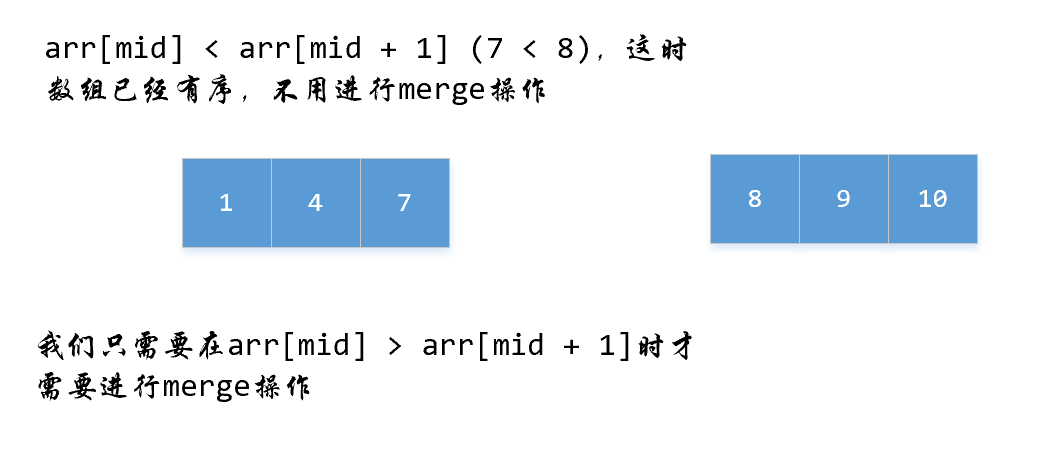 arr[mid] < arr[mid + 1] (7 < 8)，这时
数组已经有序，不用进行merge操作
1 4 7 8 9 10
我们只需要在arr[mid] > arr[mid + 1]时才
需要进行merge操作